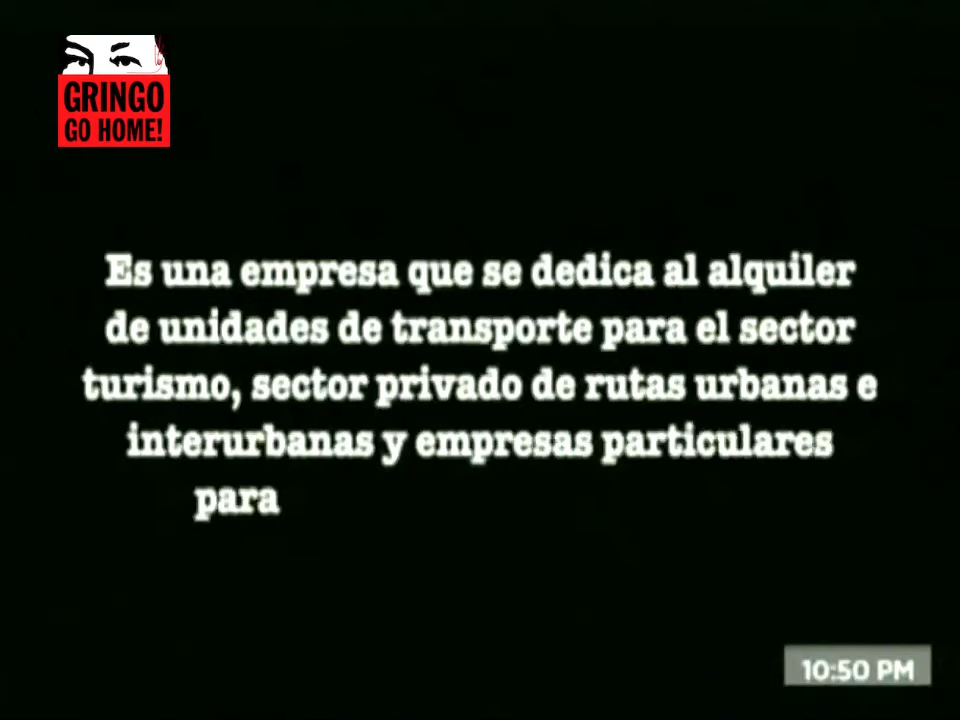 GRINGO
GO HOME!
Es una empresa que se dedica al alquiler
de unidades de transporte para el sector
turismo, sector privado de rutas urbanas e
interurbanas y empresas particulares
para
10:50 PM